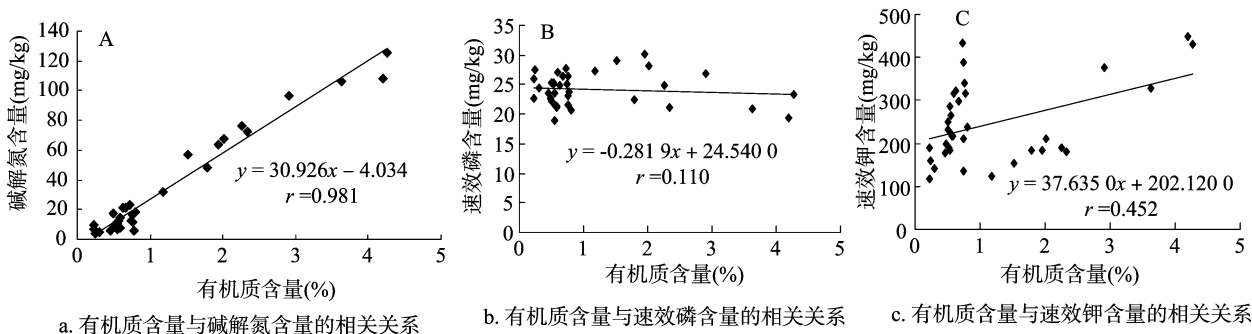 A
碱解氮含量(mg/kg)
140
120
100
80
60
40
20
0
0
1
2
3
4
5
y = 30.926x − 4.034
r =0.981
有机质含量(%)
a. 有机质含量与碱解氮含量的相关关系
B
速效磷含量(mg/kg)
35
30
25
20
15
10
5
0
0
1
2
3
4
5
y = -0.281 9x + 24.540 0
r =0.110
有机质含量(%)
b. 有机质含量与速效磷含量的相关关系
C
速效钾含量(mg/kg)
500
400
300
200
100
0
0
1
2
3
4
5
y = 37.635 0x + 202.120 0
r =0.452
有机质含量(%)
c. 有机质含量与速效钾含量的相关关系